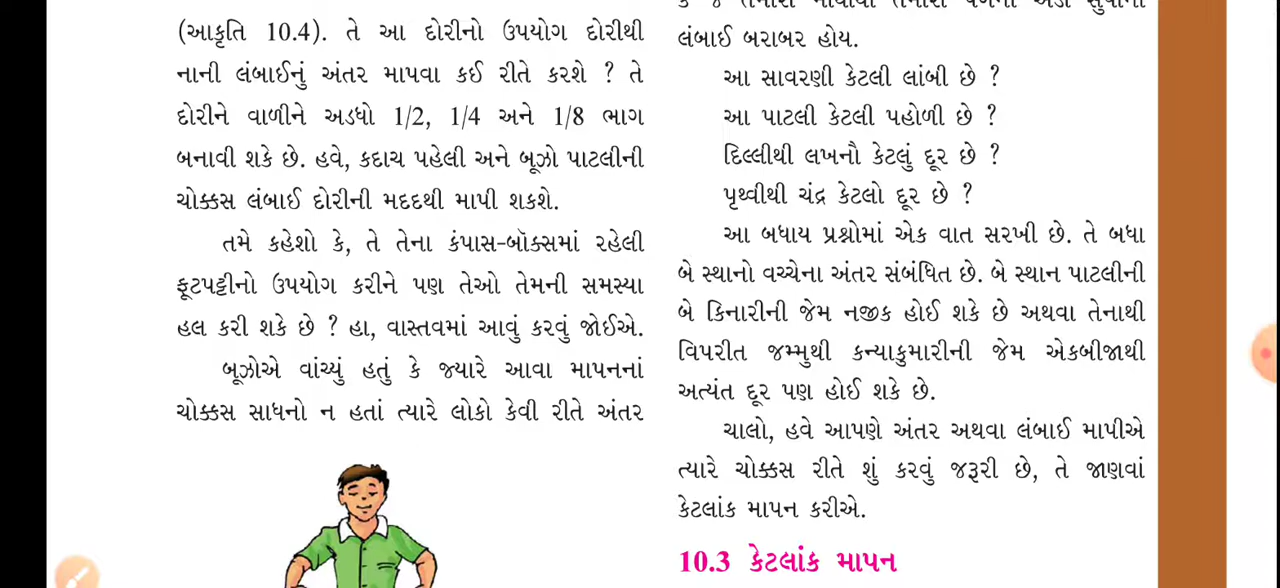 (આકૃતિ 10.4). તે આ દોરીનો ઉપયોગ દોરીથી
નાની લંબાઈનું અંતર માપવા કઈ રીતે કરશે ? તે
દોરીને વાળીને અડધો 1/2, 1/4 અને 1/8 ભાગ
બનાવી શકે છે. હવે, કદાચ પહેલી અને બૂઝો પાટલીની
ચોક્કસ લંબાઈ દોરીની મદદથી માપી શકશે.
તમે કહેશો કે, તે તેના કંપાસ-બૉક્સમાં રહેલી
ફૂટપટ્ટીનો ઉપયોગ કરીને પણ તેઓ તેમની સમસ્યા
હલ કરી શકે છે ? હા, વાસ્તવમાં આવું કરવું જોઈએ.
બૂઝોએ વાંચ્યું હતું કે જ્યારે આવા માપનનાં
ચોક્કસ સાધનો ન હતાં ત્યારે લોકો કેવી રીતે અંતર
લંબાઈ બરાબર હોય.
આ સાવરણી કેટલી લાંબી છે ?
આ પાટલી કેટલી પહોળી છે ?
દિલ્લીથી લખનૌ કેટલું દૂર છે ?
પૃથ્વીથી ચંદ્ર કેટલો દૂર છે ?
આ બધાય પ્રશ્નોમાં એક વાત સરખી છે. તે બધા
બે સ્થાનો વચ્ચેના અંતર સંબંધિત છે. બે સ્થાન પાટલીની
બે કિનારીની જેમ નજીક હોઈ શકે છે અથવા તેનાથી
વિપરીત જમ્મુથી કન્યાકુમારીની જેમ એકબીજાથી
અત્યંત દૂર પણ હોઈ શકે છે.
ચાલો, હવે આપણે અંતર અથવા લંબાઈ માપીએ
ત્યારે ચોક્કસ રીતે શું કરવું જરૂરી છે, તે જાણવાં
કેટલાંક માપન કરીએ.
10.3 કેટલાંક માપન